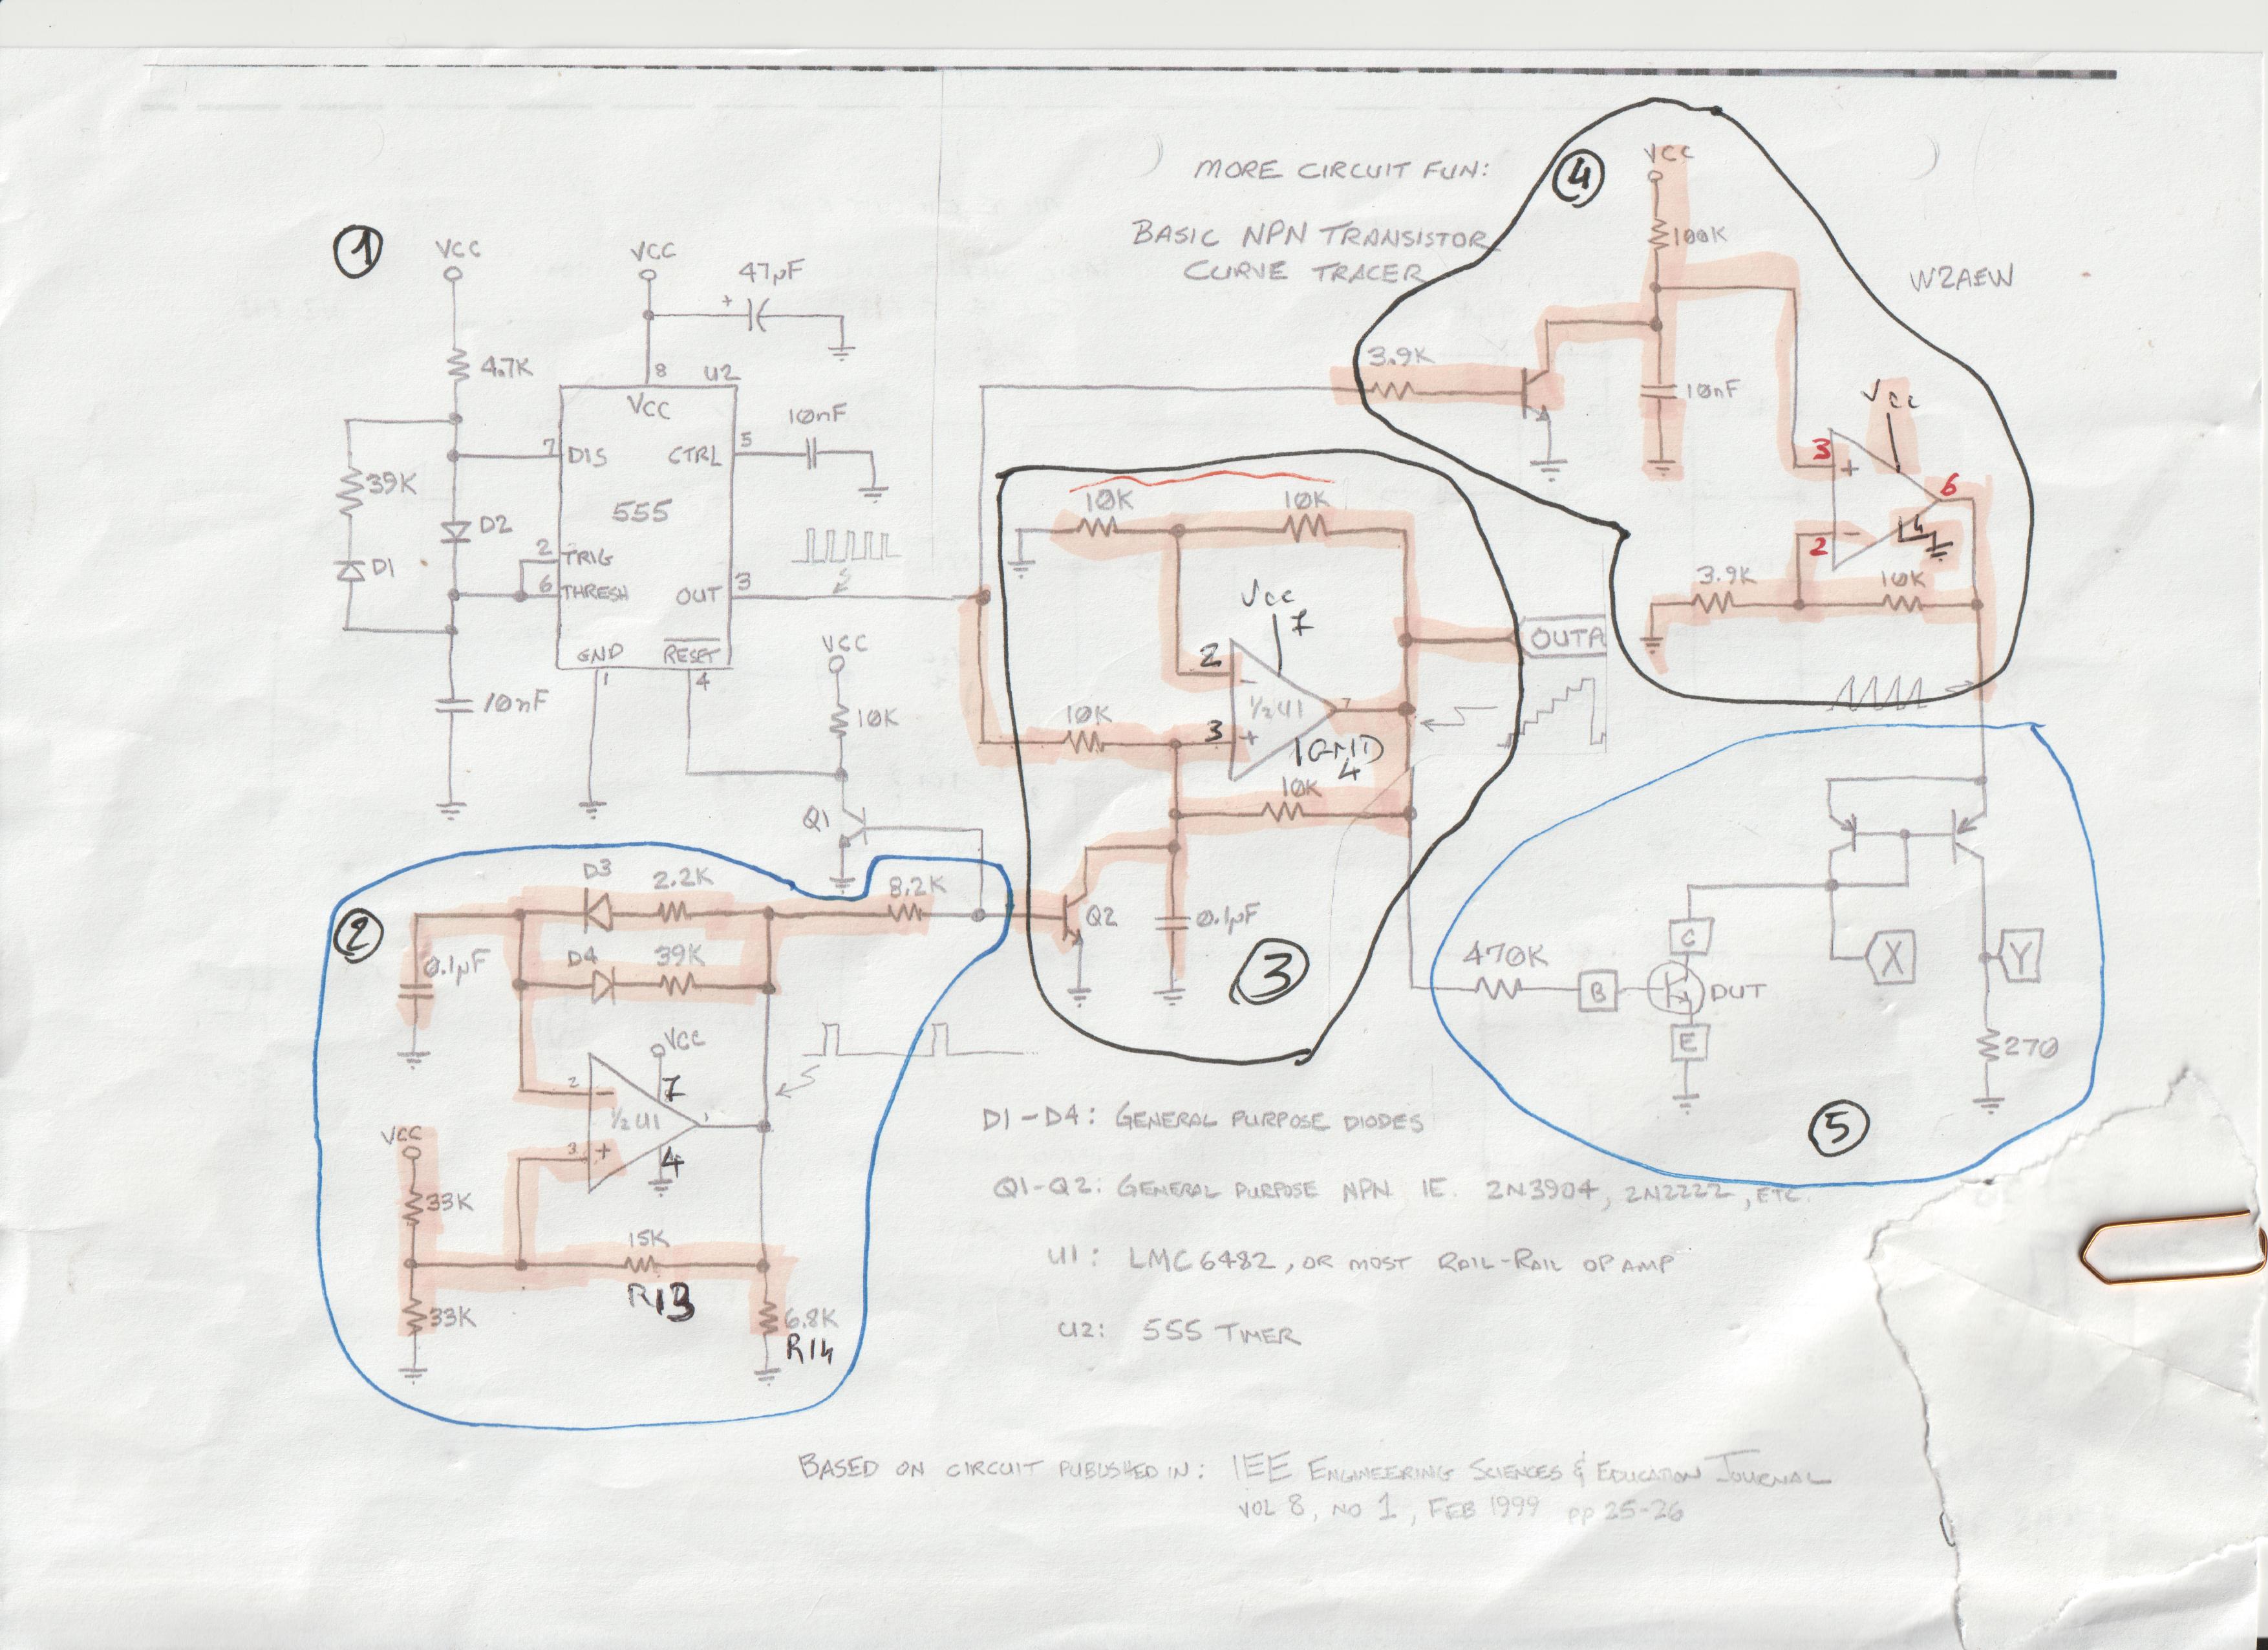 MORE CIRCUIT FUN:
BASIC NPN TRANSISTOR
CURVE TRACER
W2AEW
1
VCC
4.7K
39K
D1
D2
10nF
VCC
47µF
+
8
U2
VCC
7
DIS
CTRL
5
10nF
555
2
TRIG
6
THRESH
OUT
3
GND
RESET
1
4
VCC
10K
Q1
2
D3
2.2K
8.2K
0.1µF
D4
39K
VCC
7
2
-
1/2 U1
1
3
+
4
VCC
33K
33K
15K
R13
6.8K
R14
3
10K
10K
Vcc
7
2
-
1/2 U1
7
10K
3
+
GND
4
10K
Q2
0.1µF
OUTA
4
VCC
100K
3.9K
10nF
Vcc
3
+
6
2
-
4
3.9K
10K
5
470K
B
C
E
DUT
X
Y
270
D1-D4: GENERAL PURPOSE DIODES
Q1-Q2: GENERAL PURPOSE NPN IE. 2N3904, 2N2222, ETC.
U1: LMC6482, OR MOST RAIL-RAIL OP AMP
U2: 555 TIMER
BASED ON CIRCUIT PUBLISHED IN: IEE ENGINEERING SCIENCES & EDUCATION JOURNAL
VOL 8, NO 1, FEB 1999 pp 25-26